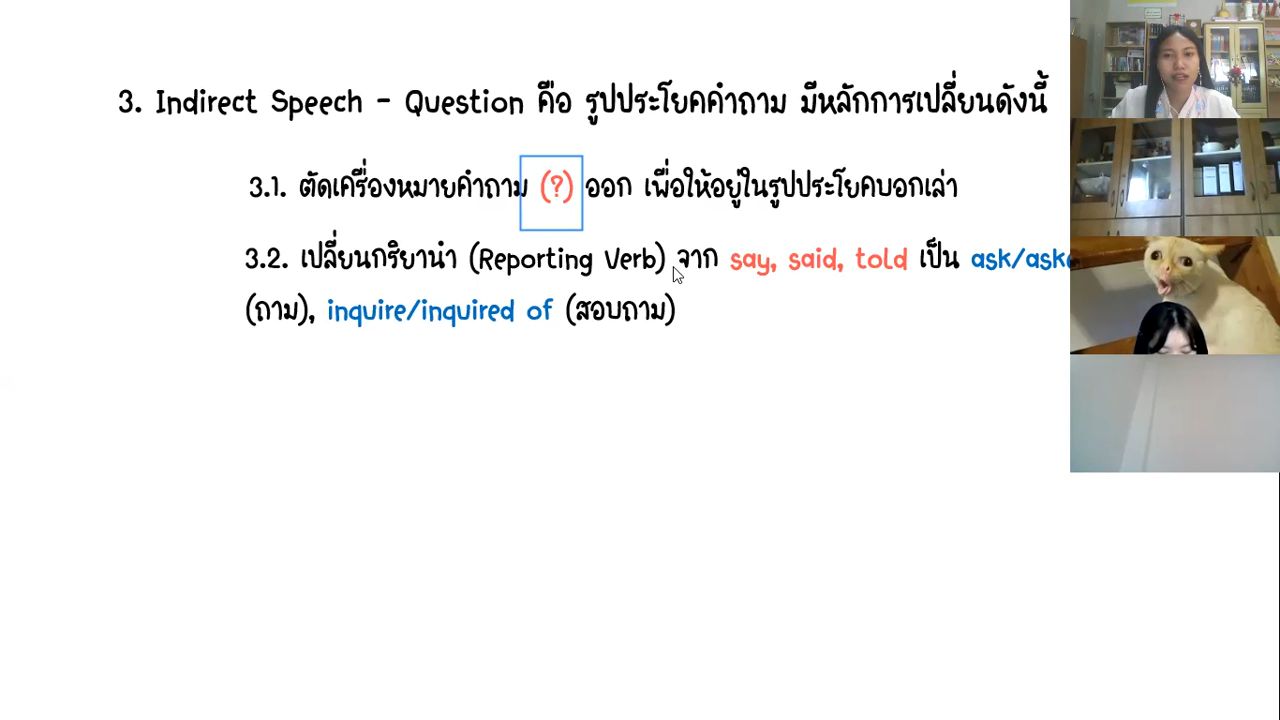 3. Indirect Speech - Question คือ รูปประโยคคำถาม มีหลักการเปลี่ยนดังนี้
3.1. ตัดเครื่องหมายคำถาม (?) ออก เพื่อให้อยู่ในรูปประโยคบอกเล่า
3.2. เปลี่ยนกริยานำ (Reporting Verb) จาก say, said, told เป็น ask/aske
(ถาม), inquire/inquired of (สอบถาม)